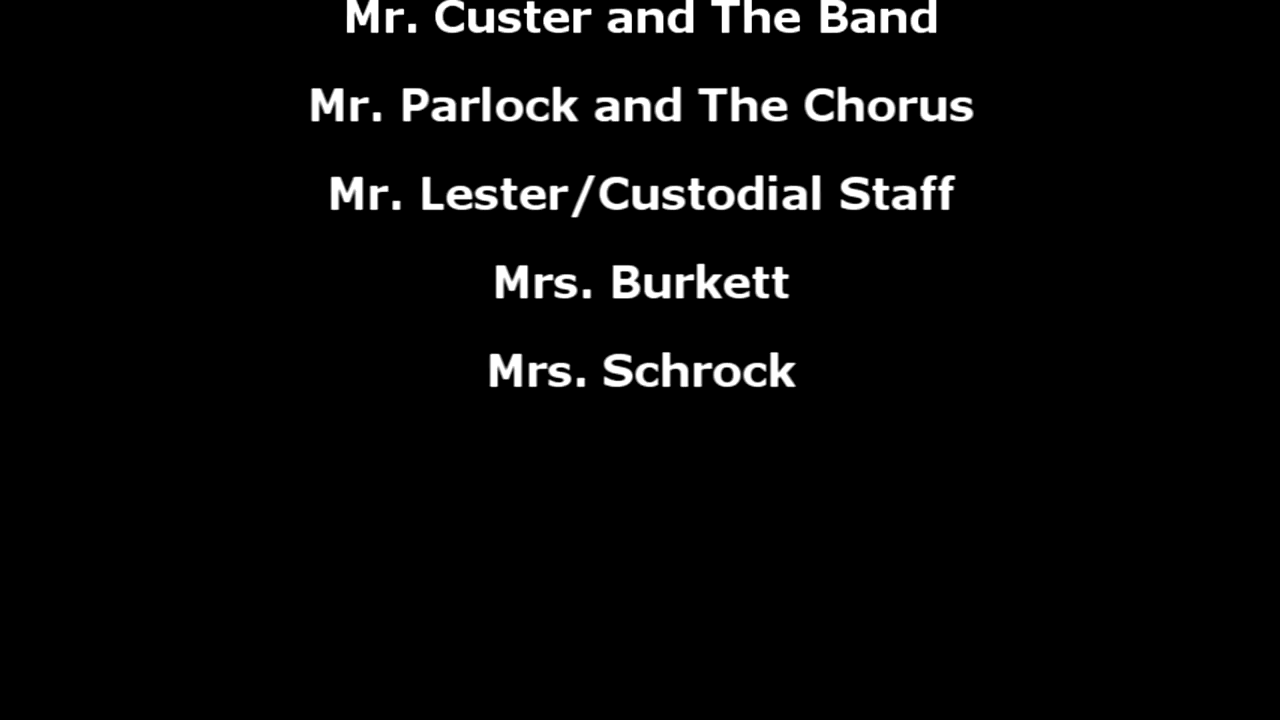 Mr. Custer and The Band
Mr. Parlock and The Chorus
Mr. Lester/Custodial Staff
Mrs. Burkett
Mrs. Schrock